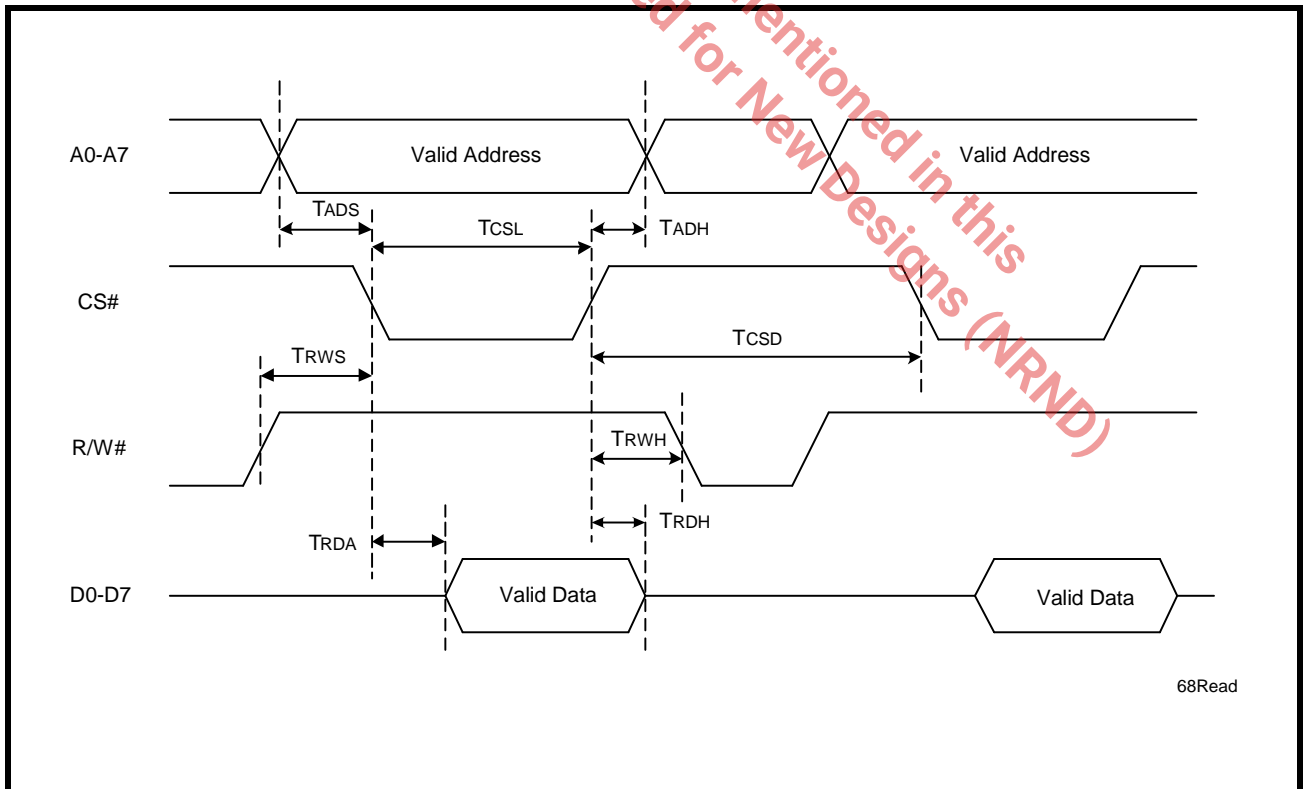 mentioned in this
ed for New Designs (NRND)
A0-A7
Valid Address
Valid Address
TADS
TCSL
TADH
CS#
TCSD
TRWS
R/W#
TRWH
TRDH
TRDA
D0-D7
Valid Data
Valid Data
68Read